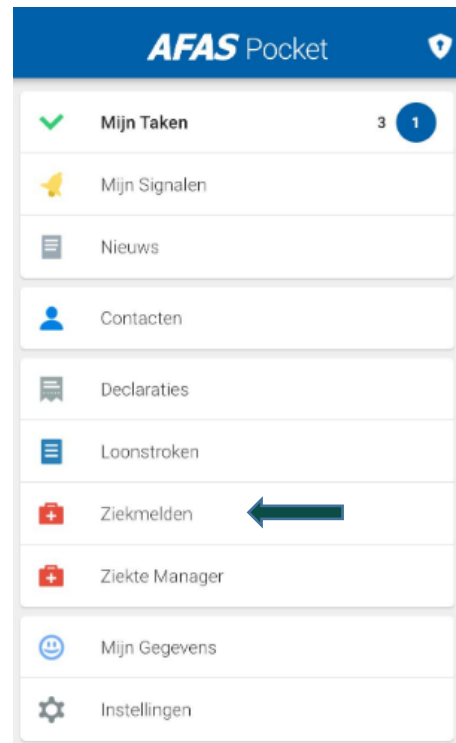 AFAS Pocket
Mijn Taken 3 1
Mijn Signalen
Nieuws
Contacten
Declaraties
Loonstroken
Ziekmelden
Ziekte Manager
Mijn Gegevens
Instellingen